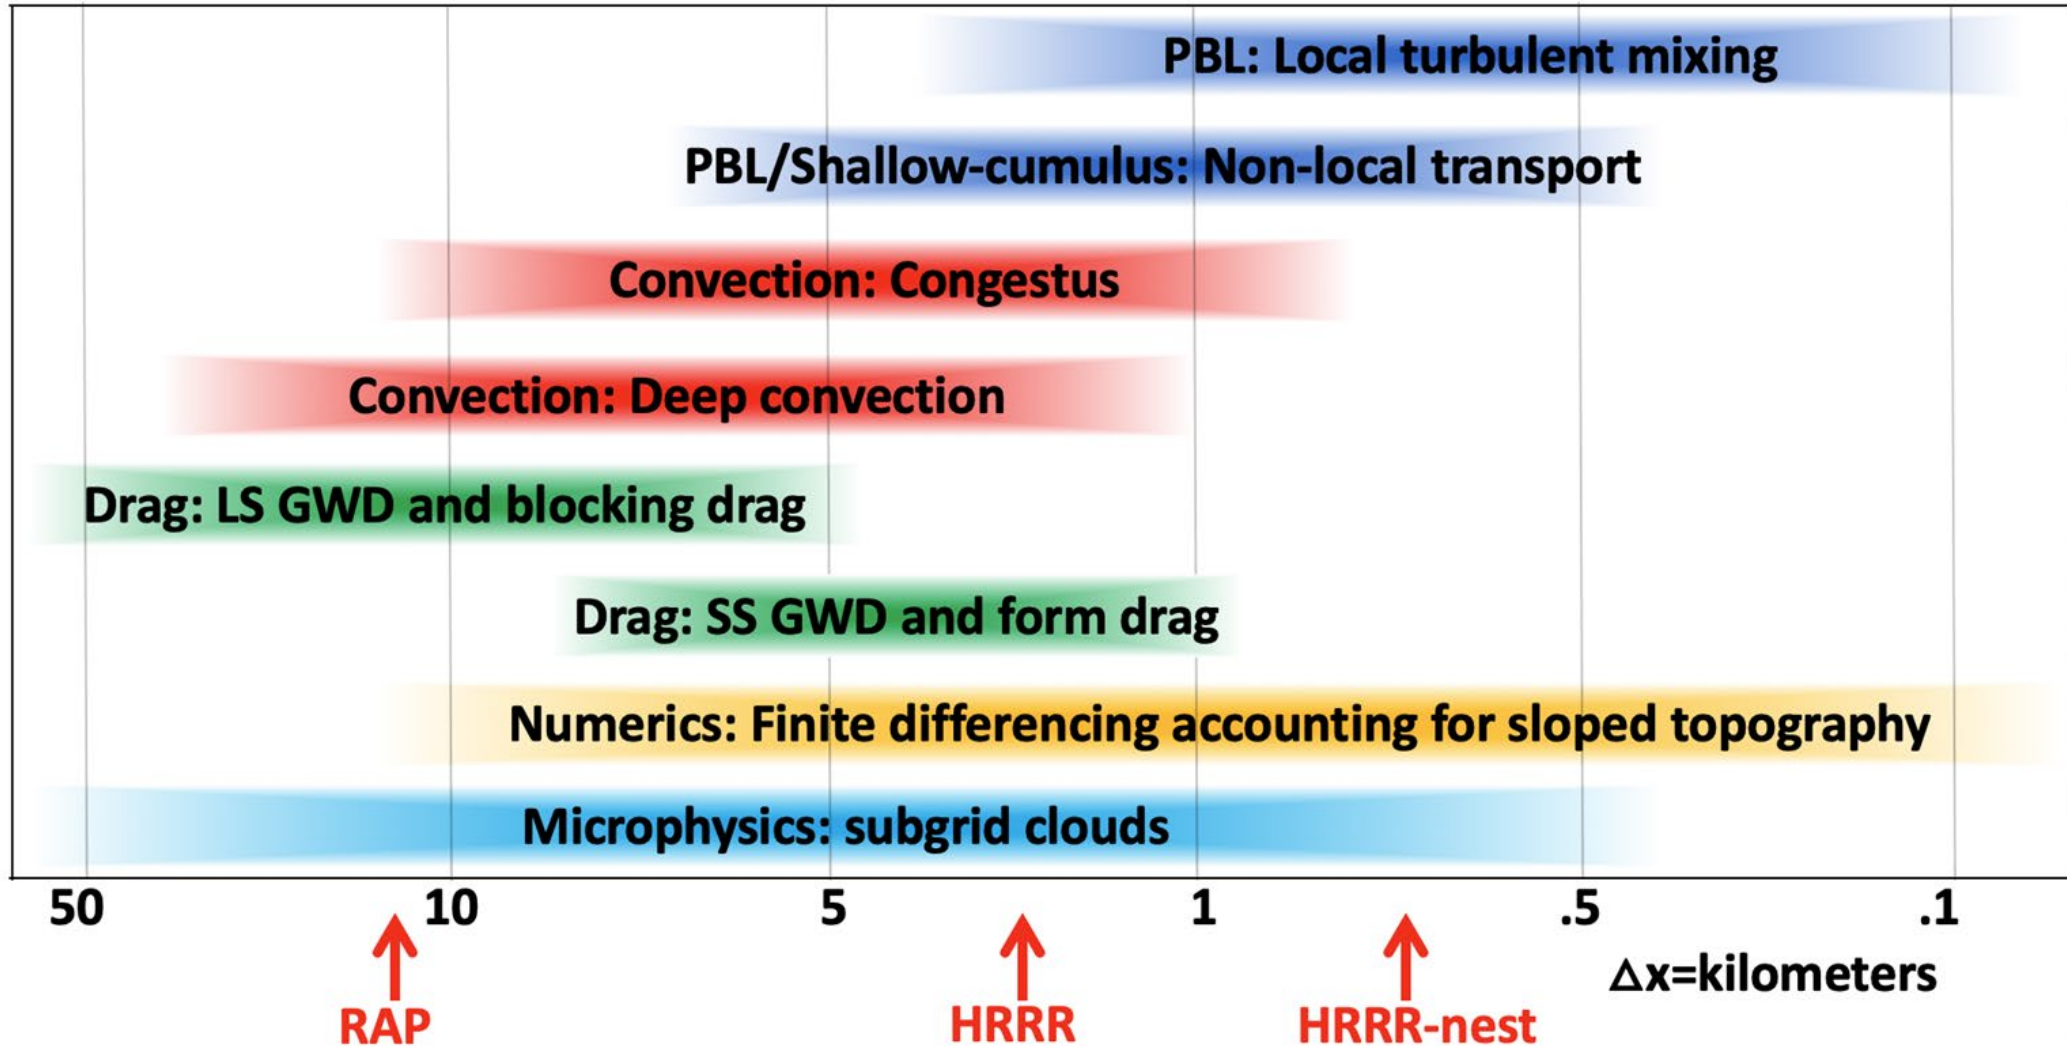 PBL: Local turbulent mixing
PBL/Shallow-cumulus: Non-local transport
Convection: Congestus
Convection: Deep convection
Drag: LS GWD and blocking drag
Drag: SS GWD and form drag
Numerics: Finite differencing accounting for sloped topography
Microphysics: subgrid clouds
50 10 5 1 .5 .1
Δx=kilometers
RAP HRRR HRRR-nest